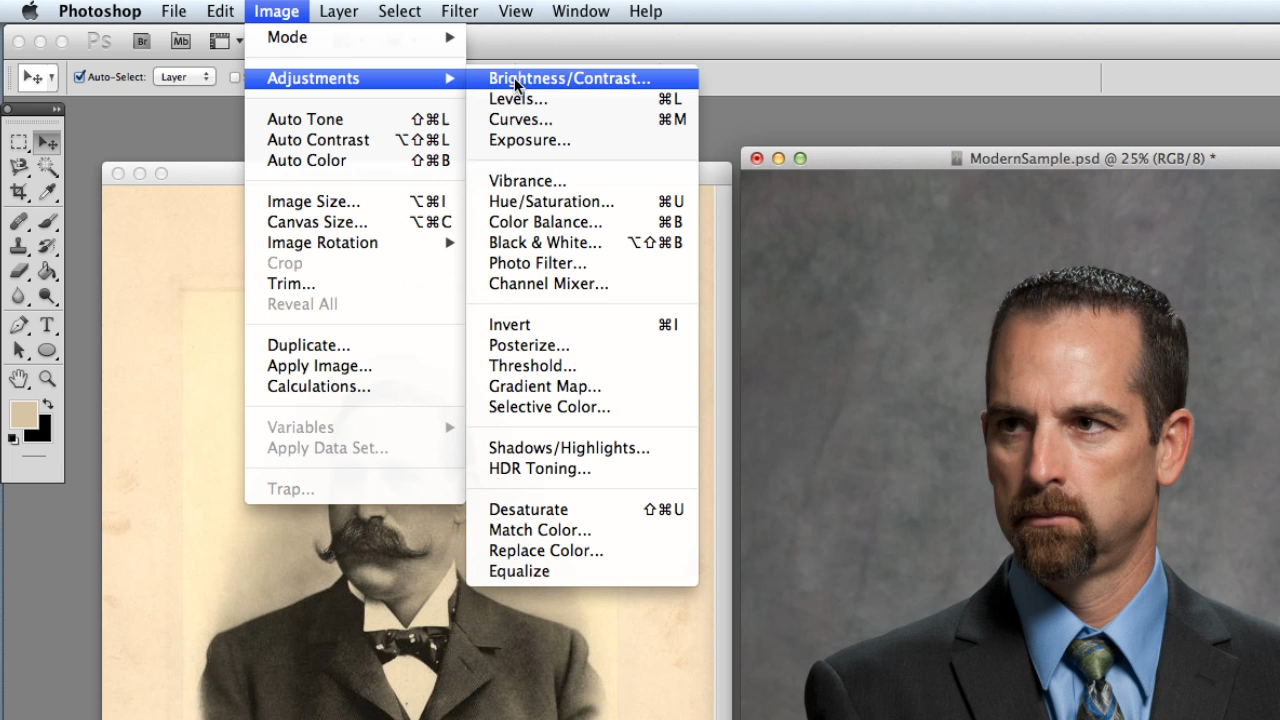 Photoshop File Edit Image Layer Select Filter View Window Help
Ps Br Mb
Auto-Select: Layer
Mode
Adjustments
Auto Tone ⇧⌘L
Auto Contrast ⌥⇧⌘L
Auto Color ⇧⌘B
Image Size... ⌥⌘I
Canvas Size... ⌥⌘C
Image Rotation
Crop
Trim...
Reveal All
Duplicate...
Apply Image...
Calculations...
Variables
Apply Data Set...
Trap...
Brightness/Contrast...
Levels... ⌘L
Curves... ⌘M
Exposure...
Vibrance...
Hue/Saturation... ⌘U
Color Balance... ⌘B
Black & White... ⌥⇧⌘B
Photo Filter...
Channel Mixer...
Invert ⌘I
Posterize...
Threshold...
Gradient Map...
Selective Color...
Shadows/Highlights...
HDR Toning...
Desaturate ⇧⌘U
Match Color...
Replace Color...
Equalize
ModernSample.psd @ 25% (RGB/8) *
T